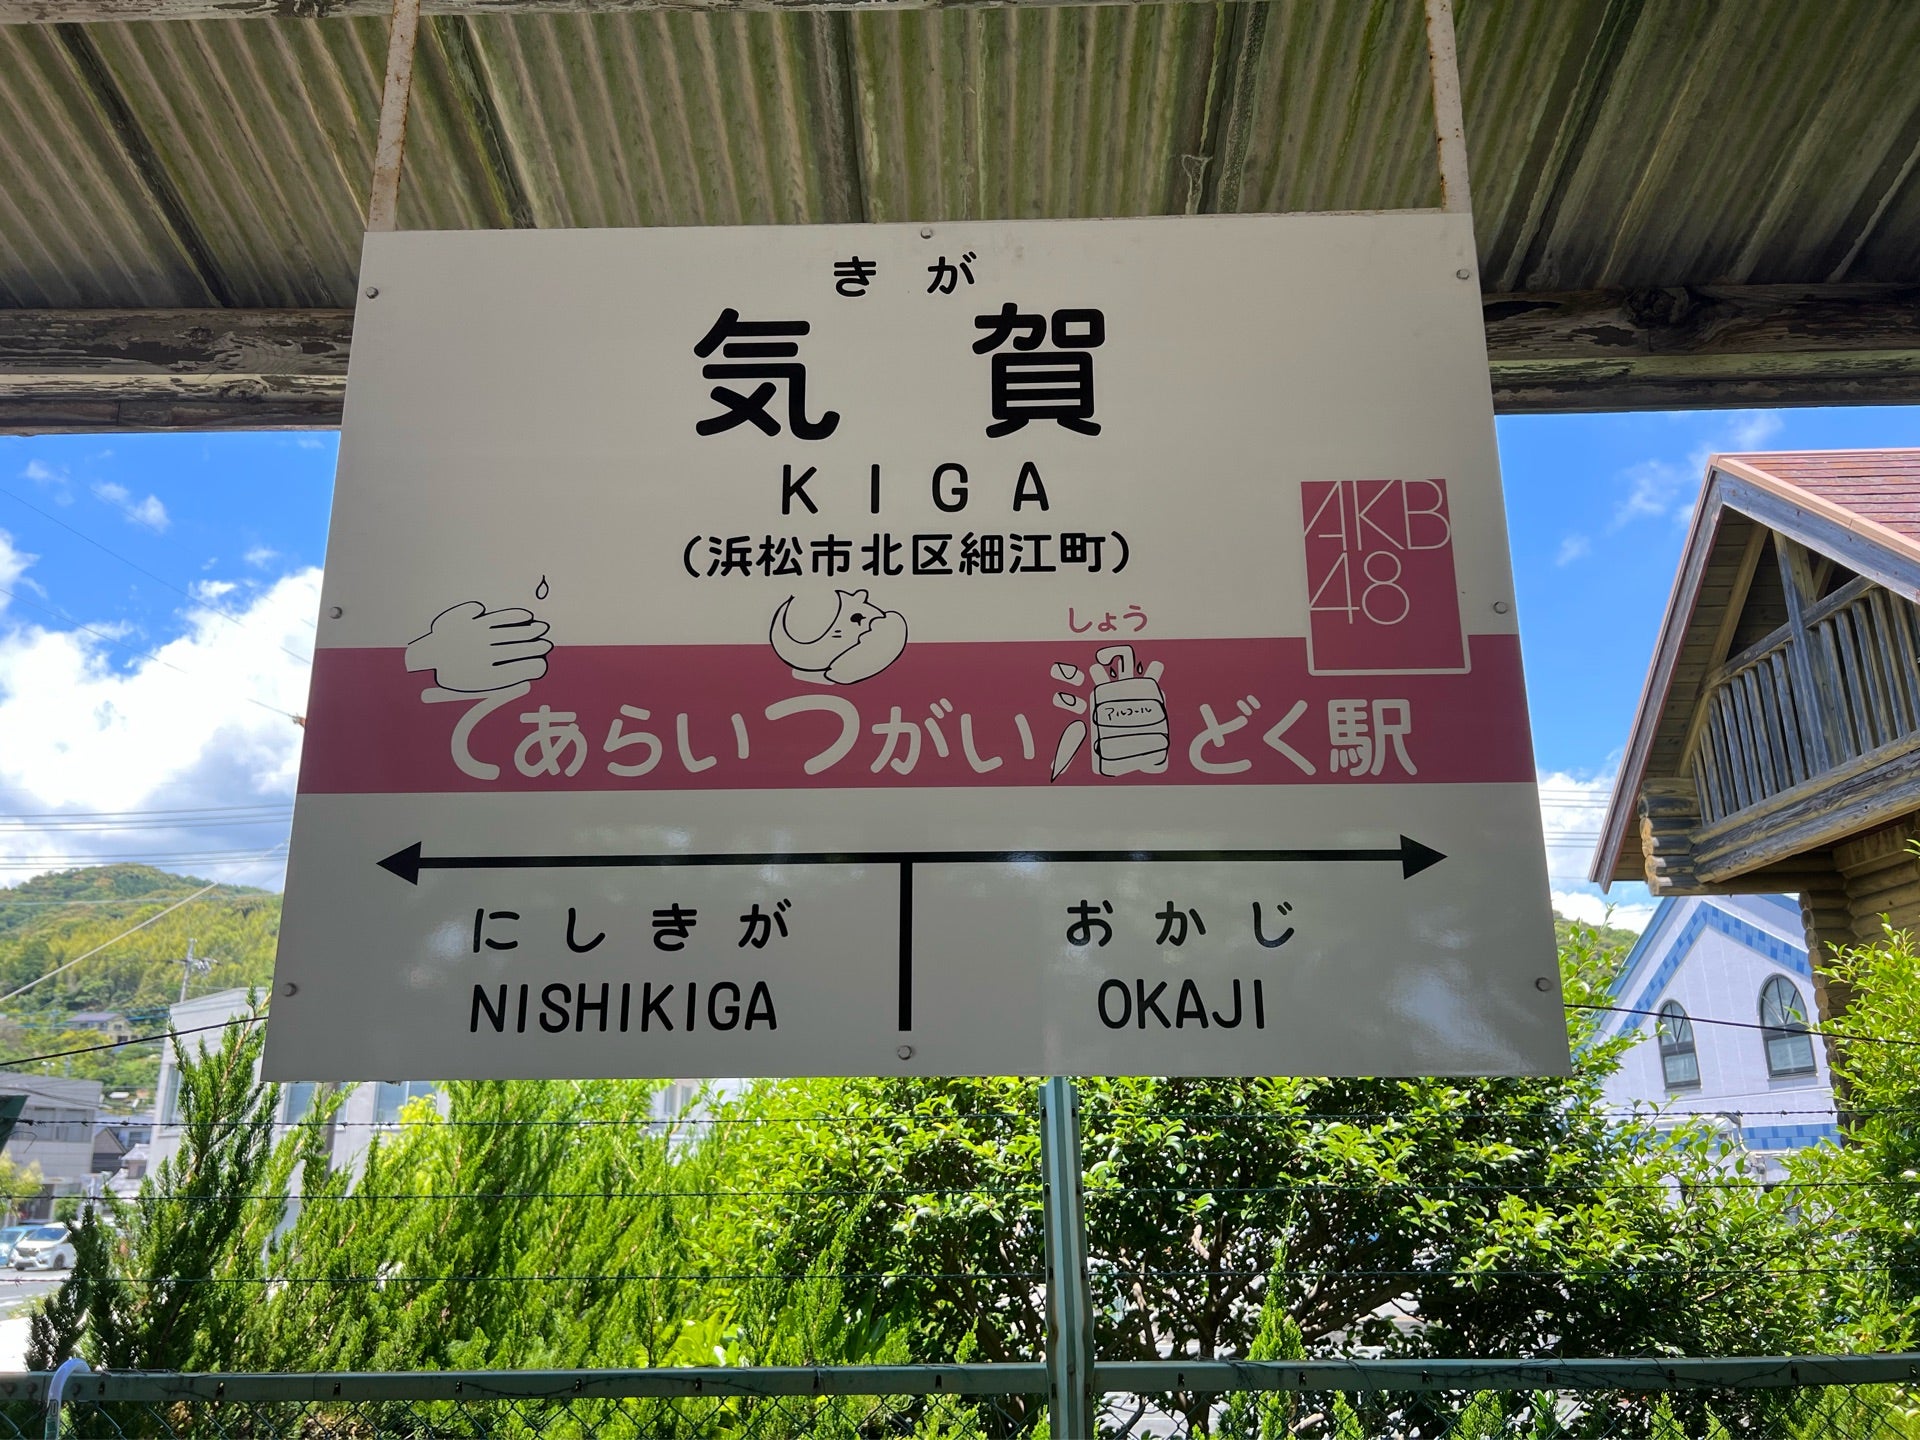 きが
気賀
KIGA
(浜松市北区細江町)
AKB
48
しょう
てあらいつがい消どく駅
アルコール
にしきが
NISHIKIGA
おかじ
OKAJI